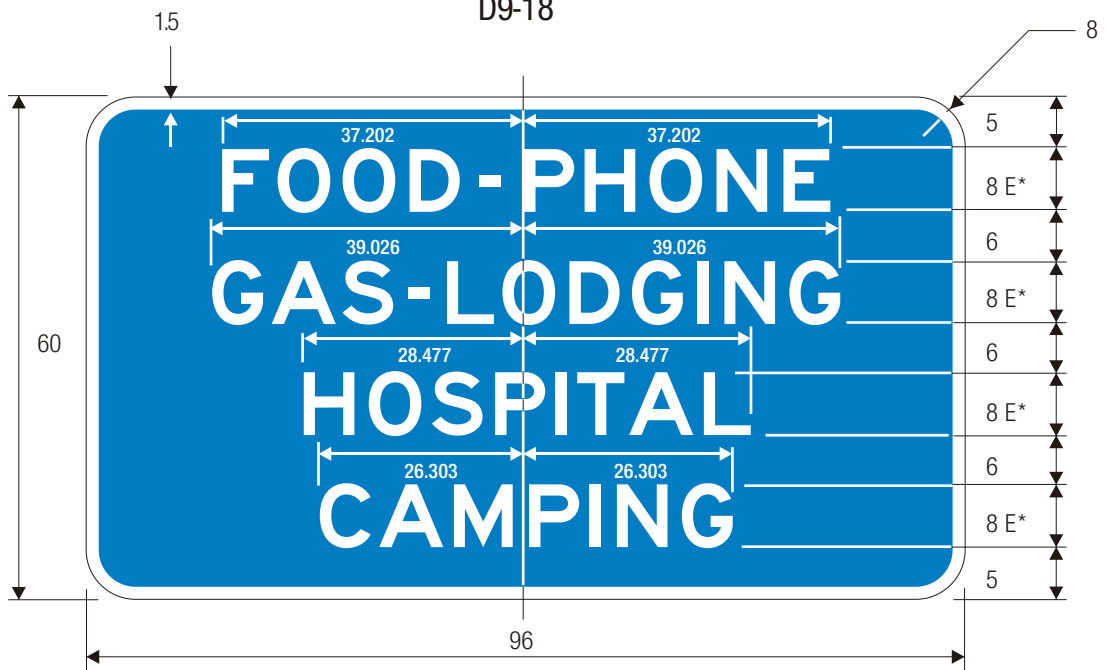 D9-18
1.5
8
5
37.202 37.202
FOOD-PHONE
8 E*
39.026 39.026
6
GAS-LODGING
8 E*
60
28.477 28.477
6
HOSPITAL
8 E*
26.303 26.303
6
CAMPING
8 E*
5
96